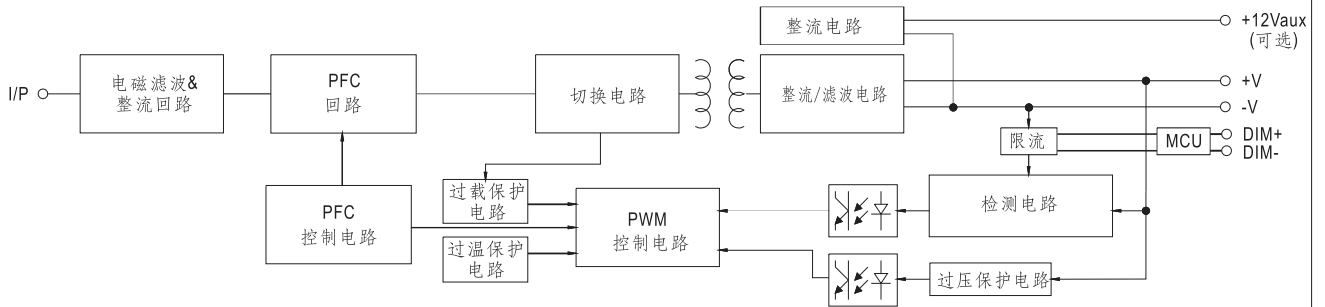 整流电路
+12Vaux
(可选)
I/P
电磁滤波&
整流回路
PFC
回路
切换电路
整流/滤波电路
+V
-V
限流
MCU
DIM+
DIM-
过载保护
电路
PFC
控制电路
PWM
控制电路
检测电路
过温保护
电路
过压保护电路